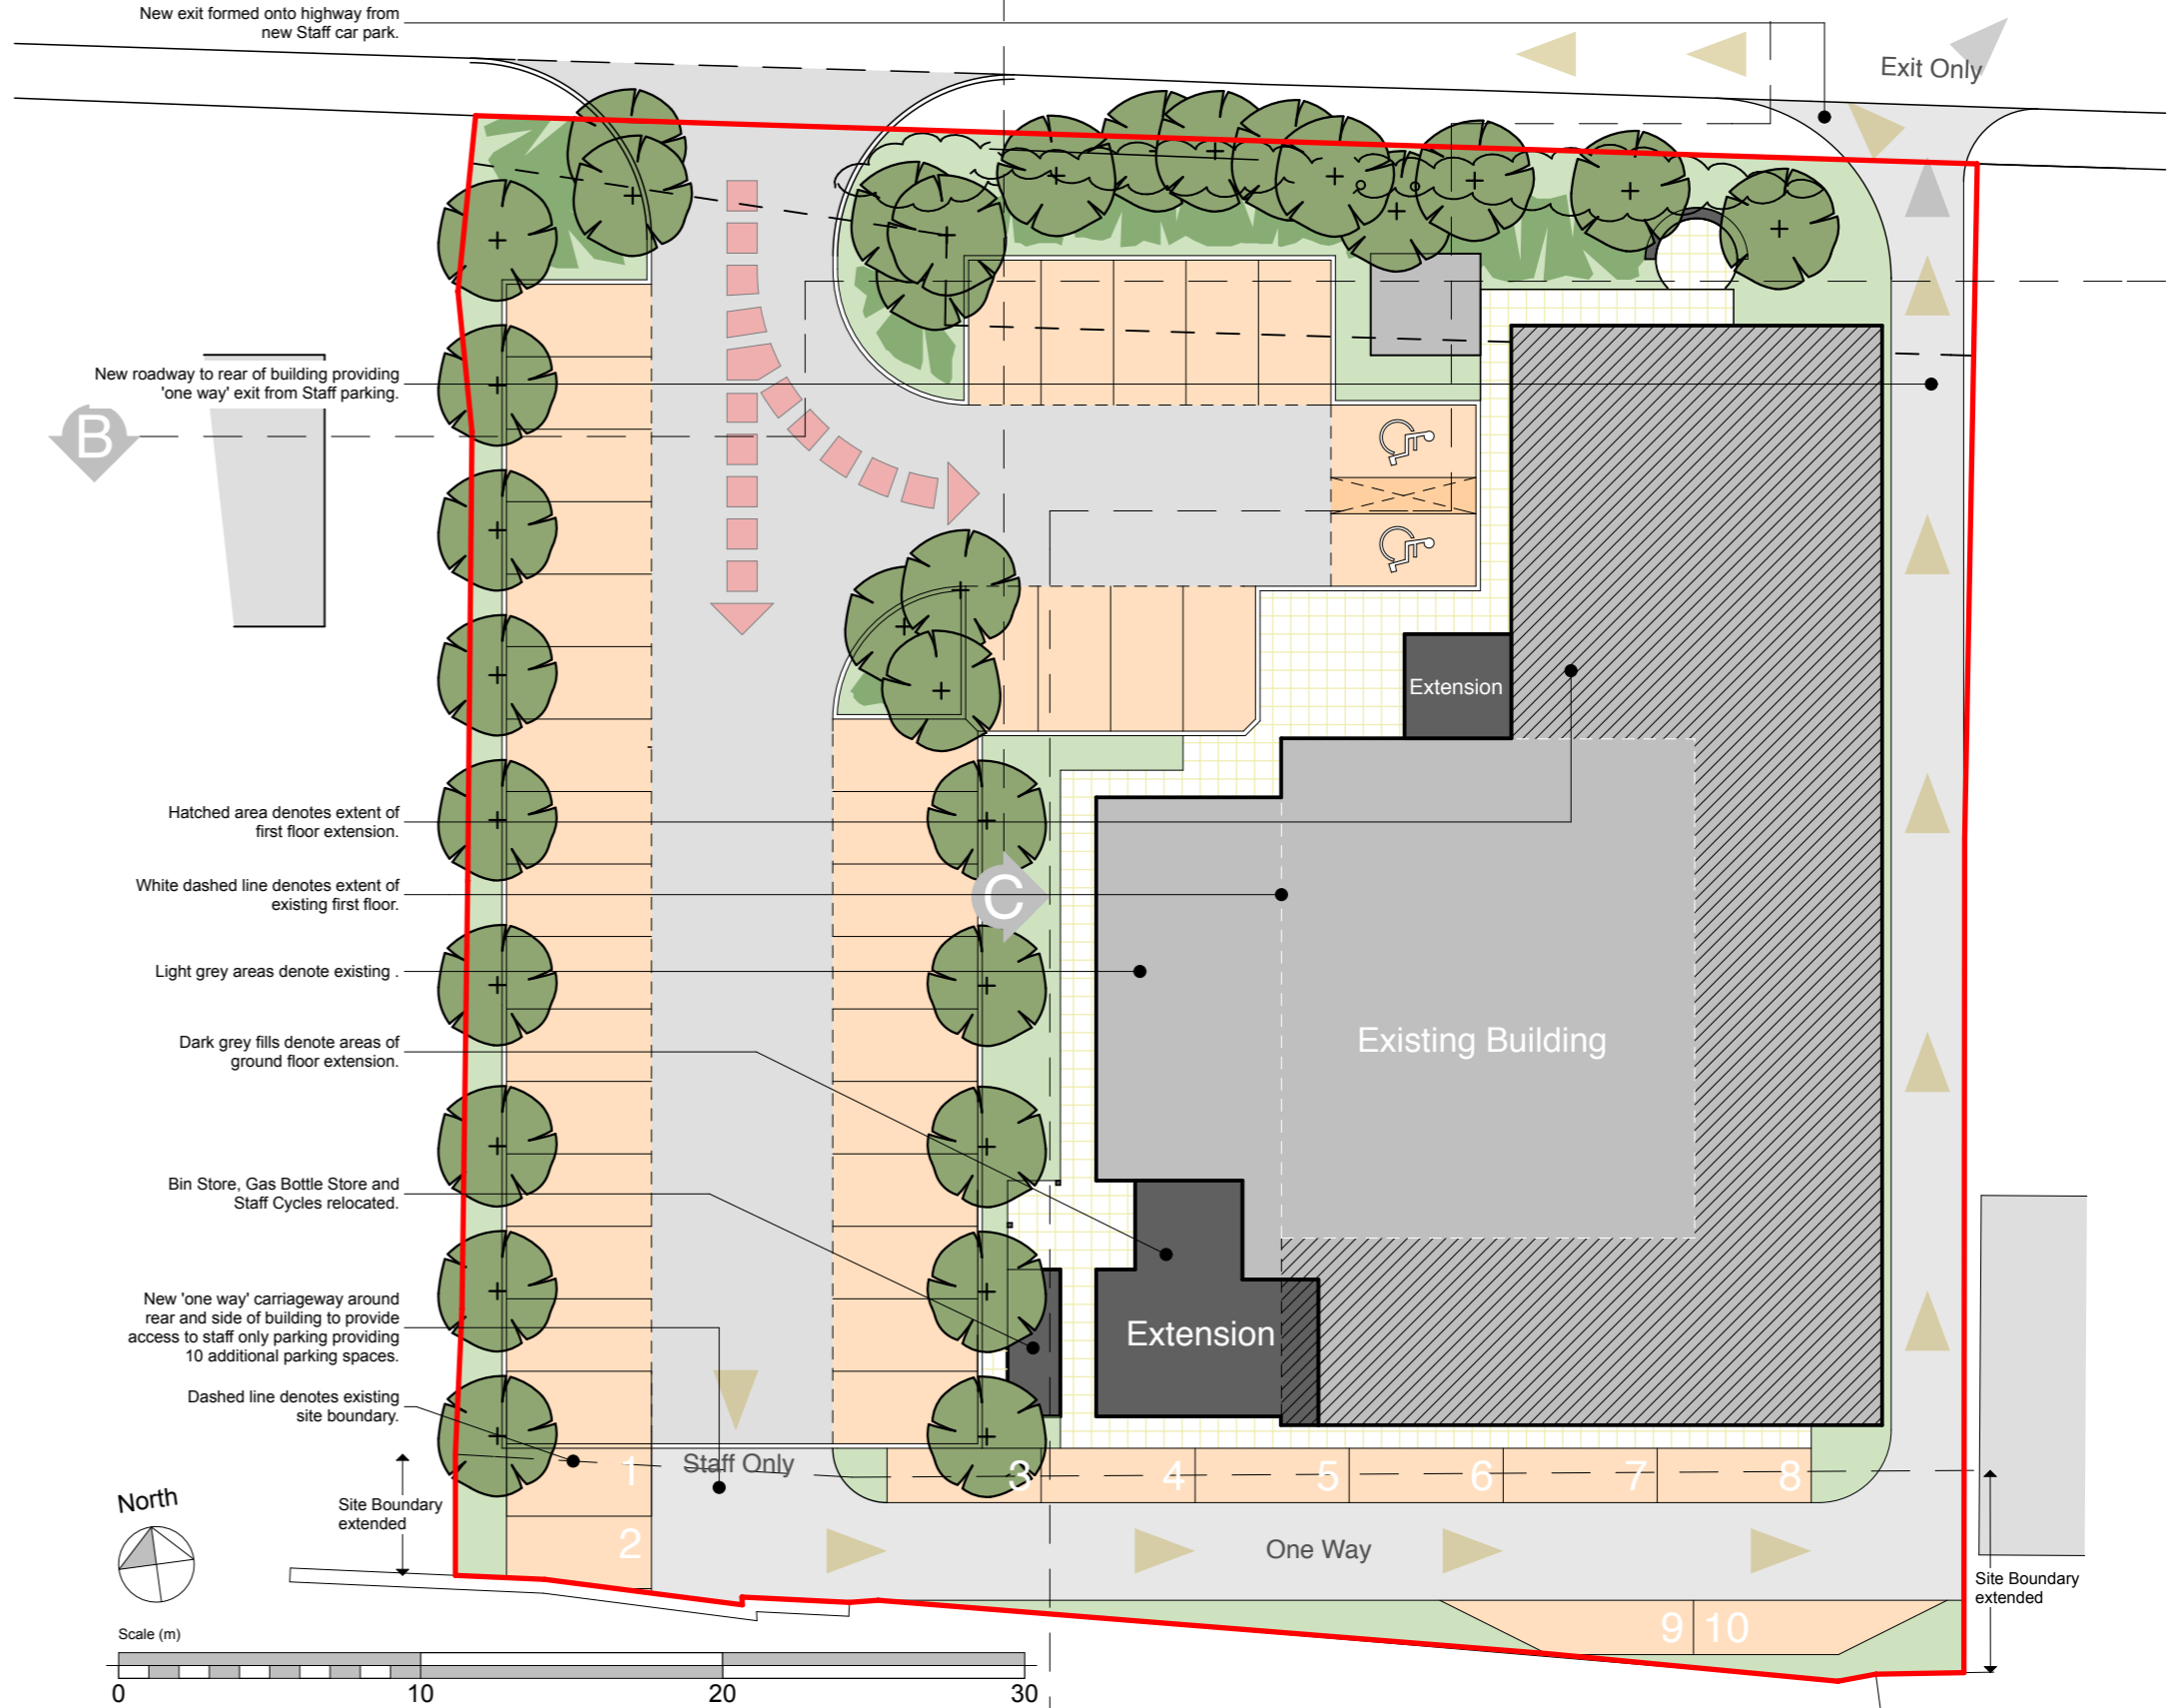 New exit formed onto highway from
new Staff car park.
Exit Only
New roadway to rear of building providing
'one way' exit from Staff parking.
B
Extension
Hatched area denotes extent of
first floor extension.
White dashed line denotes extent of
existing first floor.
C
Light grey areas denote existing .
Existing Building
Dark grey fills denote areas of
ground floor extension.
Bin Store, Gas Bottle Store and
Staff Cycles relocated.
New 'one way' carriageway around
rear and side of building to provide
access to staff only parking providing
10 additional parking spaces.
Extension
Dashed line denotes existing
site boundary.
Staff Only
1
3
4
5
6
7
8
North
Site Boundary
extended
2
One Way
Site Boundary
extended
9
10
Scale (m)
0
10
20
30